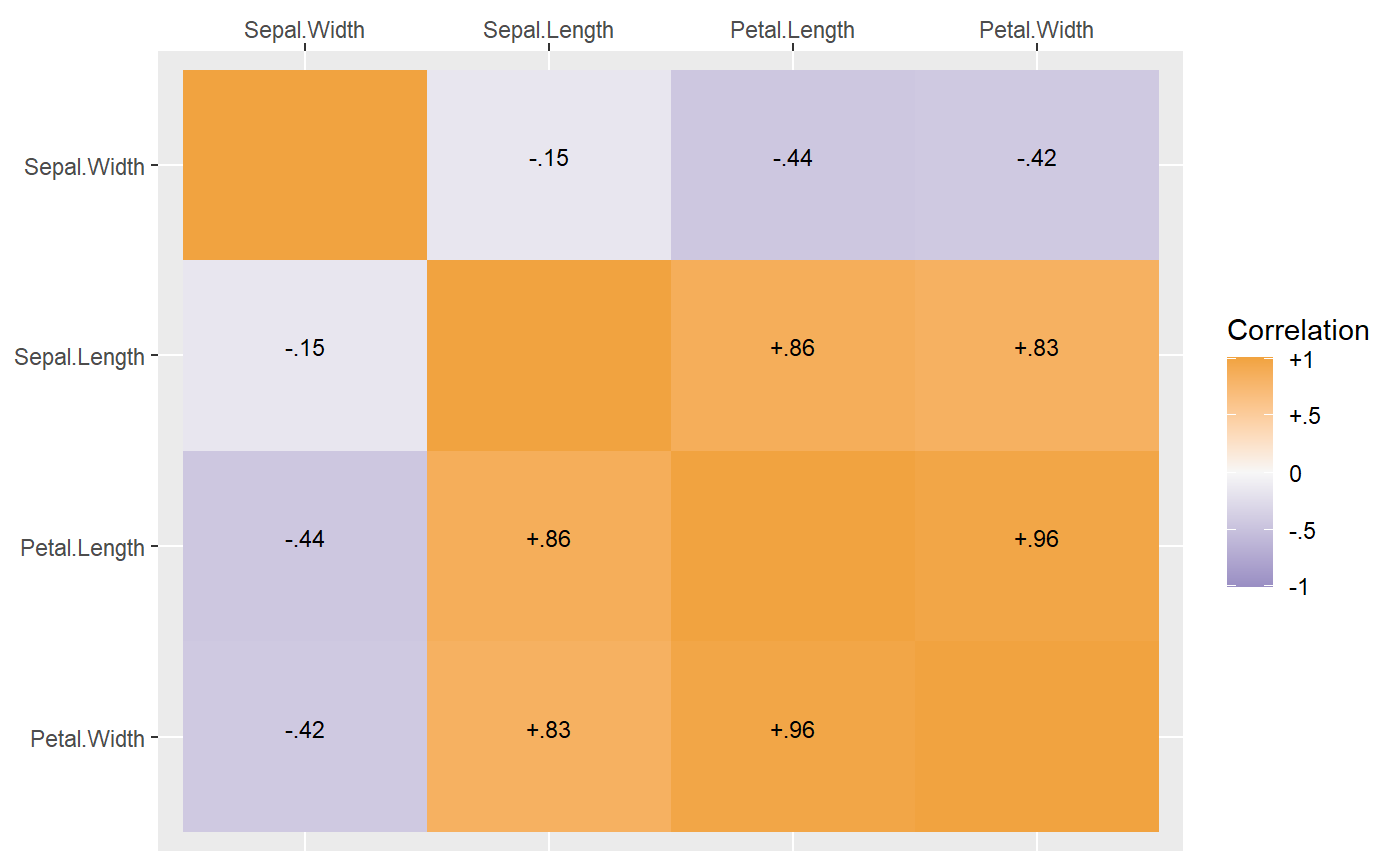 Sepal.Width Sepal.Length Petal.Length Petal.Width
Sepal.Width -.15 -.44 -.42
Sepal.Length -.15 +.86 +.83
Petal.Length -.44 +.86 +.96
Petal.Width -.42 +.83 +.96
Correlation
+1
+.5
0
-.5
-1